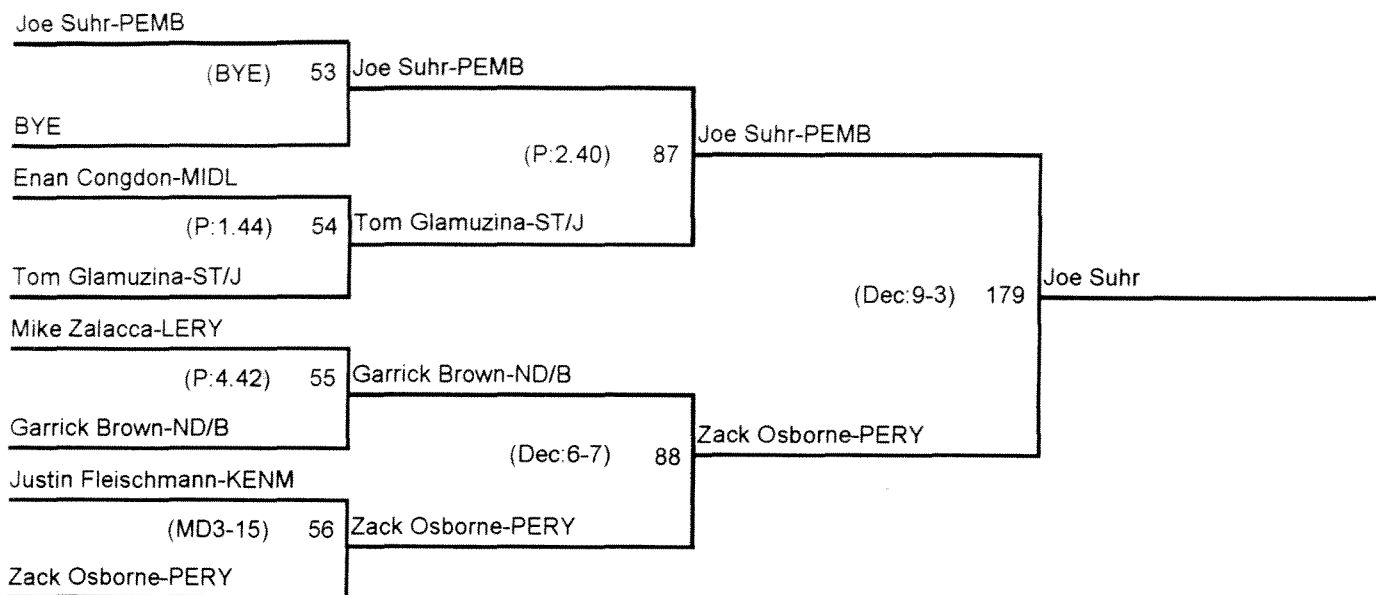 Joe Suhr-PEMB
(BYE) 53
Joe Suhr-PEMB
BYE
(P:2.40) 87
Joe Suhr-PEMB
Enan Congdon-MIDL
(P:1.44) 54
Tom Glamuzina-ST/J
Tom Glamuzina-ST/J
(Dec:9-3) 179
Joe Suhr
Mike Zalacca-LERY
(P:4.42) 55
Garrick Brown-ND/B
Garrick Brown-ND/B
(Dec:6-7) 88
Zack Osborne-PERY
Justin Fleischmann-KENM
(MD3-15) 56
Zack Osborne-PERY
Zack Osborne-PERY